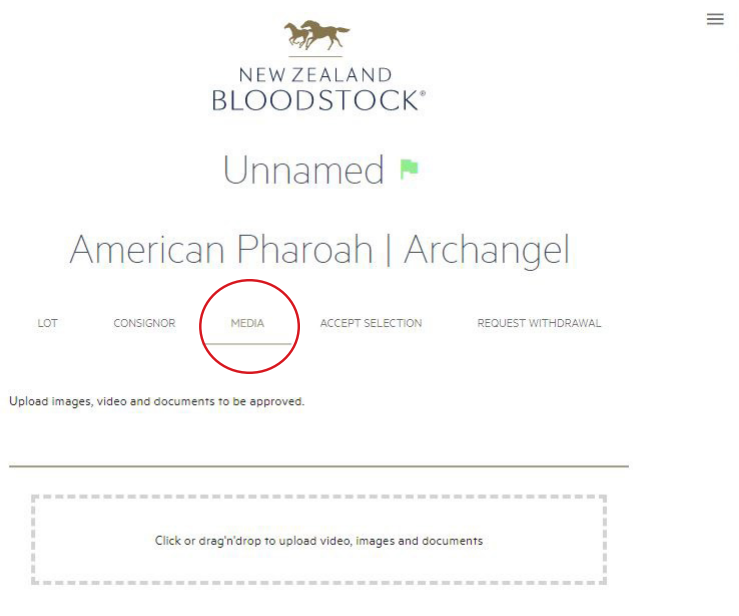 NEW ZEALAND
BLOODSTOCK®
Unnamed
American Pharoah | Archangel
LOT CONSIGNOR MEDIA ACCEPT SELECTION REQUEST WITHDRAWAL
Upload images, video and documents to be approved.
Click or drag'n'drop to upload video, images and documents